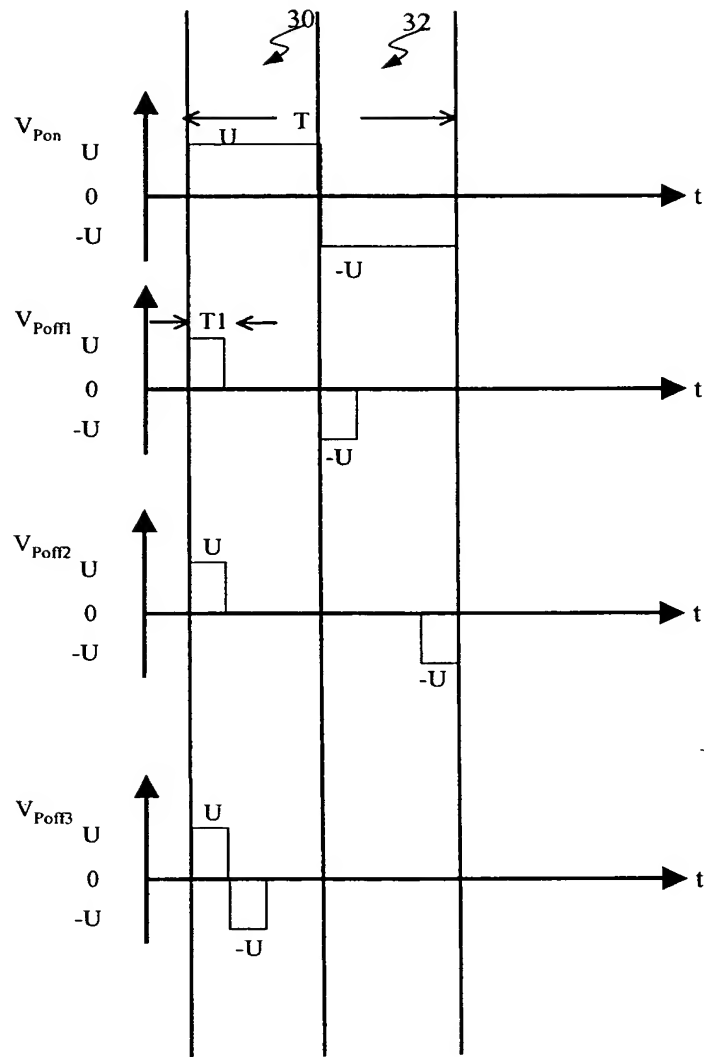 30 32
T
V_Pon U
U
0 t
-U
-U
V_Poff1 T1
U
0 t
-U
-U
V_Poff2 U
U
0 t
-U
-U
V_Poff3 U
U
0 t
-U
-U